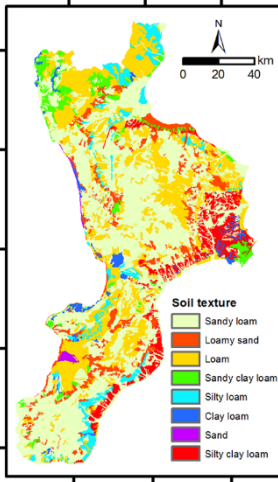 N
0 20 40
km
Soil texture
Sandy loam
Loamy sand
Loam
Sandy clay loam
Silty loam
Clay loam
Sand
Silty clay loam